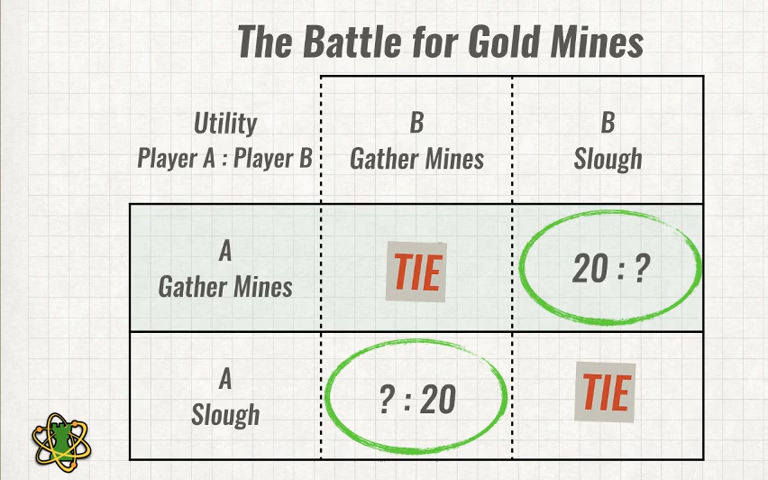 The Battle for Gold Mines
Utility
Player A : Player B
B
Gather Mines
B
Slough
A
Gather Mines
TIE
20 : ?
A
Slough
? : 20
TIE